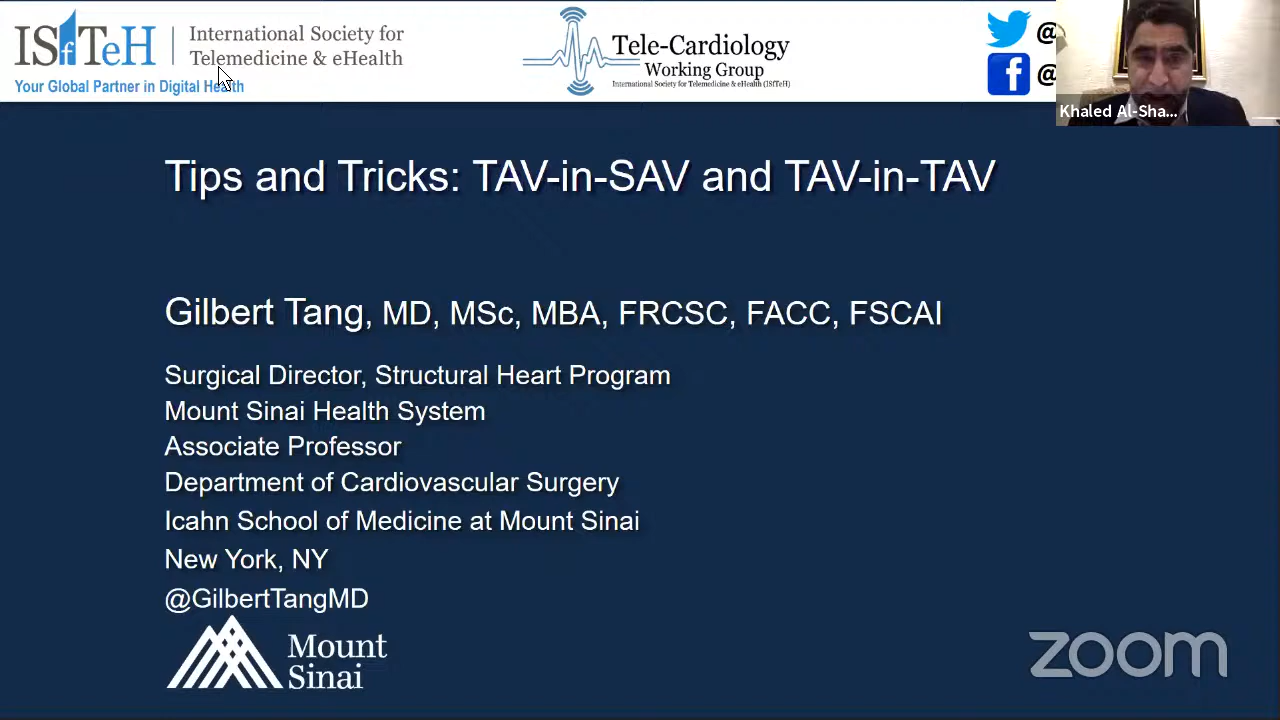 ISfTeH
International Society for
Telemedicine & eHealth
Your Global Partner in Digital Health
Tele-Cardiology
Working Group
International Society for Telemedicine & eHealth (ISfTeH)
@
@
Khaled Al-Sha...
Tips and Tricks: TAV-in-SAV and TAV-in-TAV
Gilbert Tang, MD, MSc, MBA, FRCSC, FACC, FSCAI
Surgical Director, Structural Heart Program
Mount Sinai Health System
Associate Professor
Department of Cardiovascular Surgery
Icahn School of Medicine at Mount Sinai
New York, NY
@GilbertTangMD
Mount
Sinai
zoom